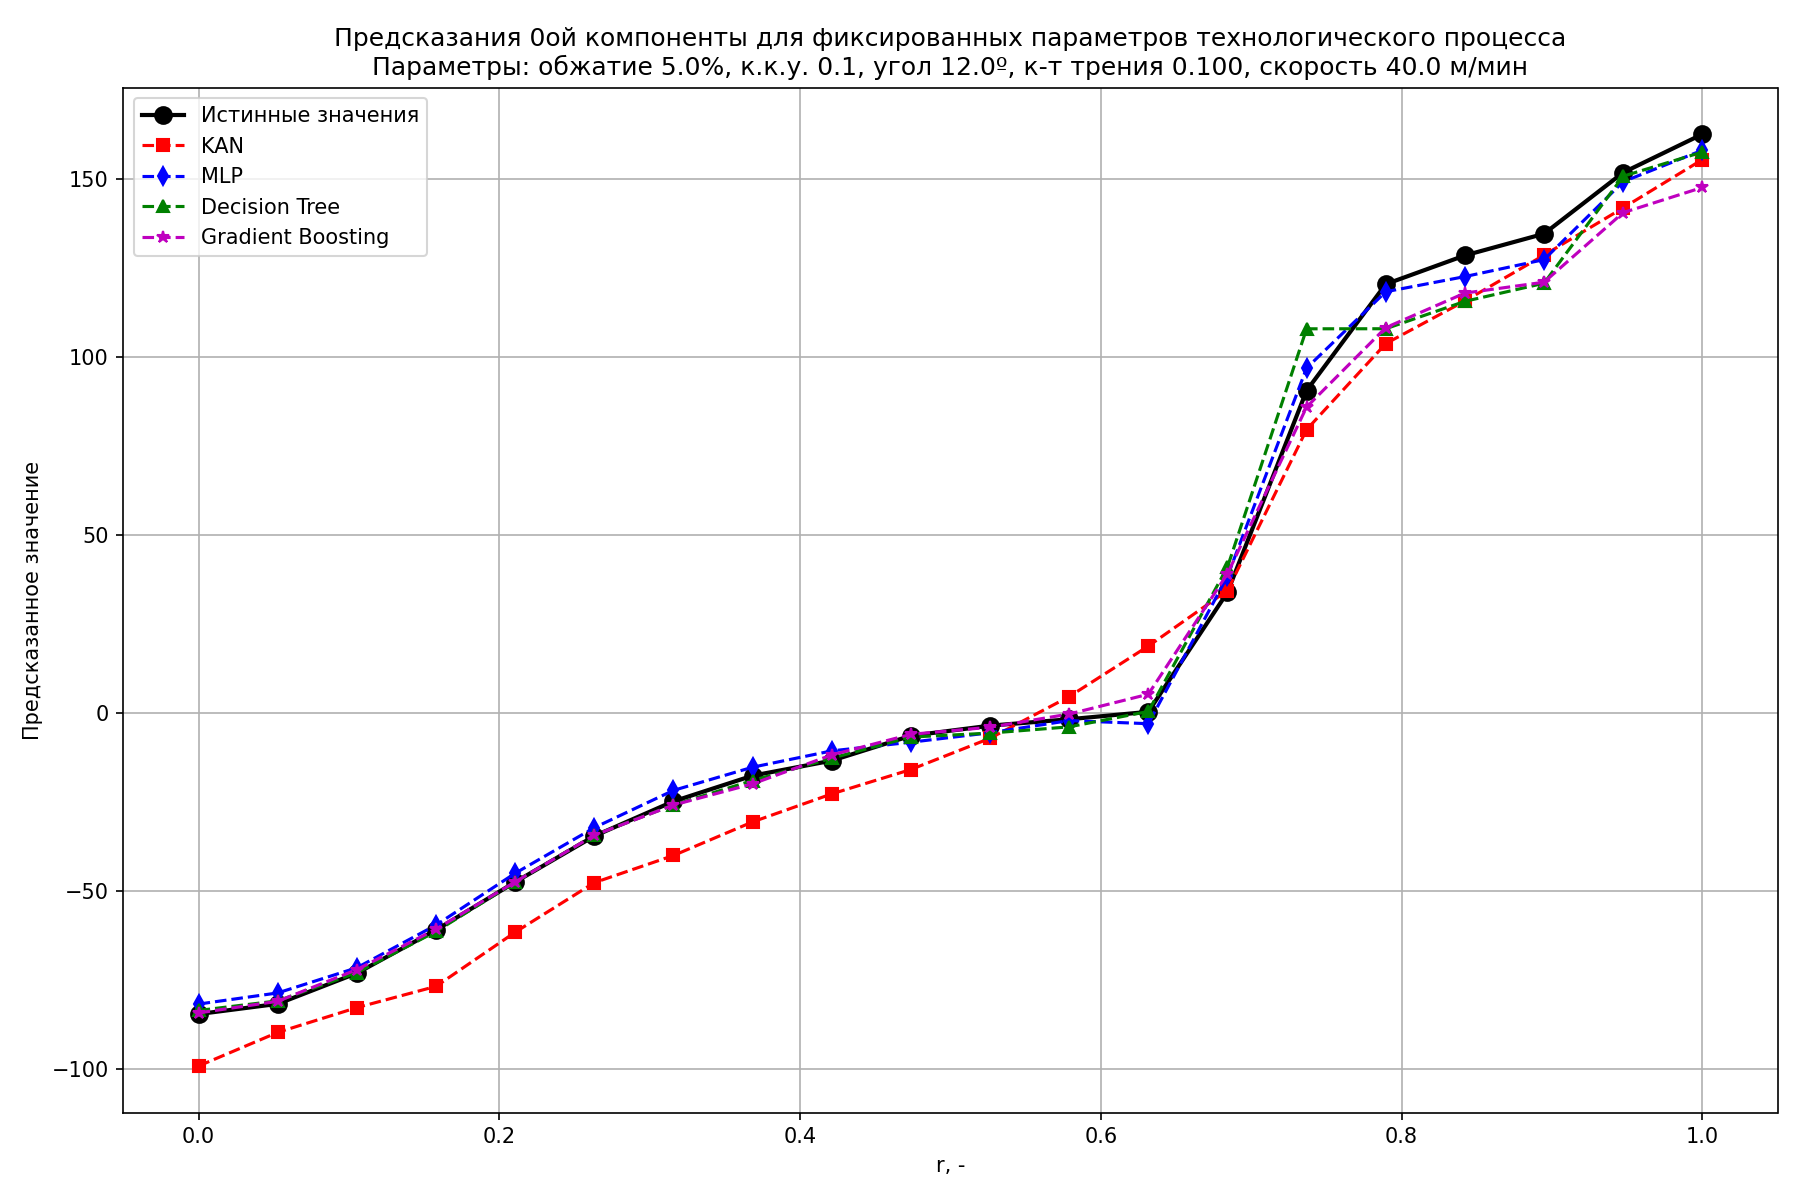 Предсказания 0ой компоненты для фиксированных параметров технологического процесса
Параметры: обжатие 5.0%, к.к.у. 0.1, угол 12.0º, к-т трения 0.100, скорость 40.0 м/мин
Истинные значения
KAN
MLP
Decision Tree
Gradient Boosting
Предсказанное значение
150
100
50
0
−50
−100
0.0 0.2 0.4 0.6 0.8 1.0
r, -